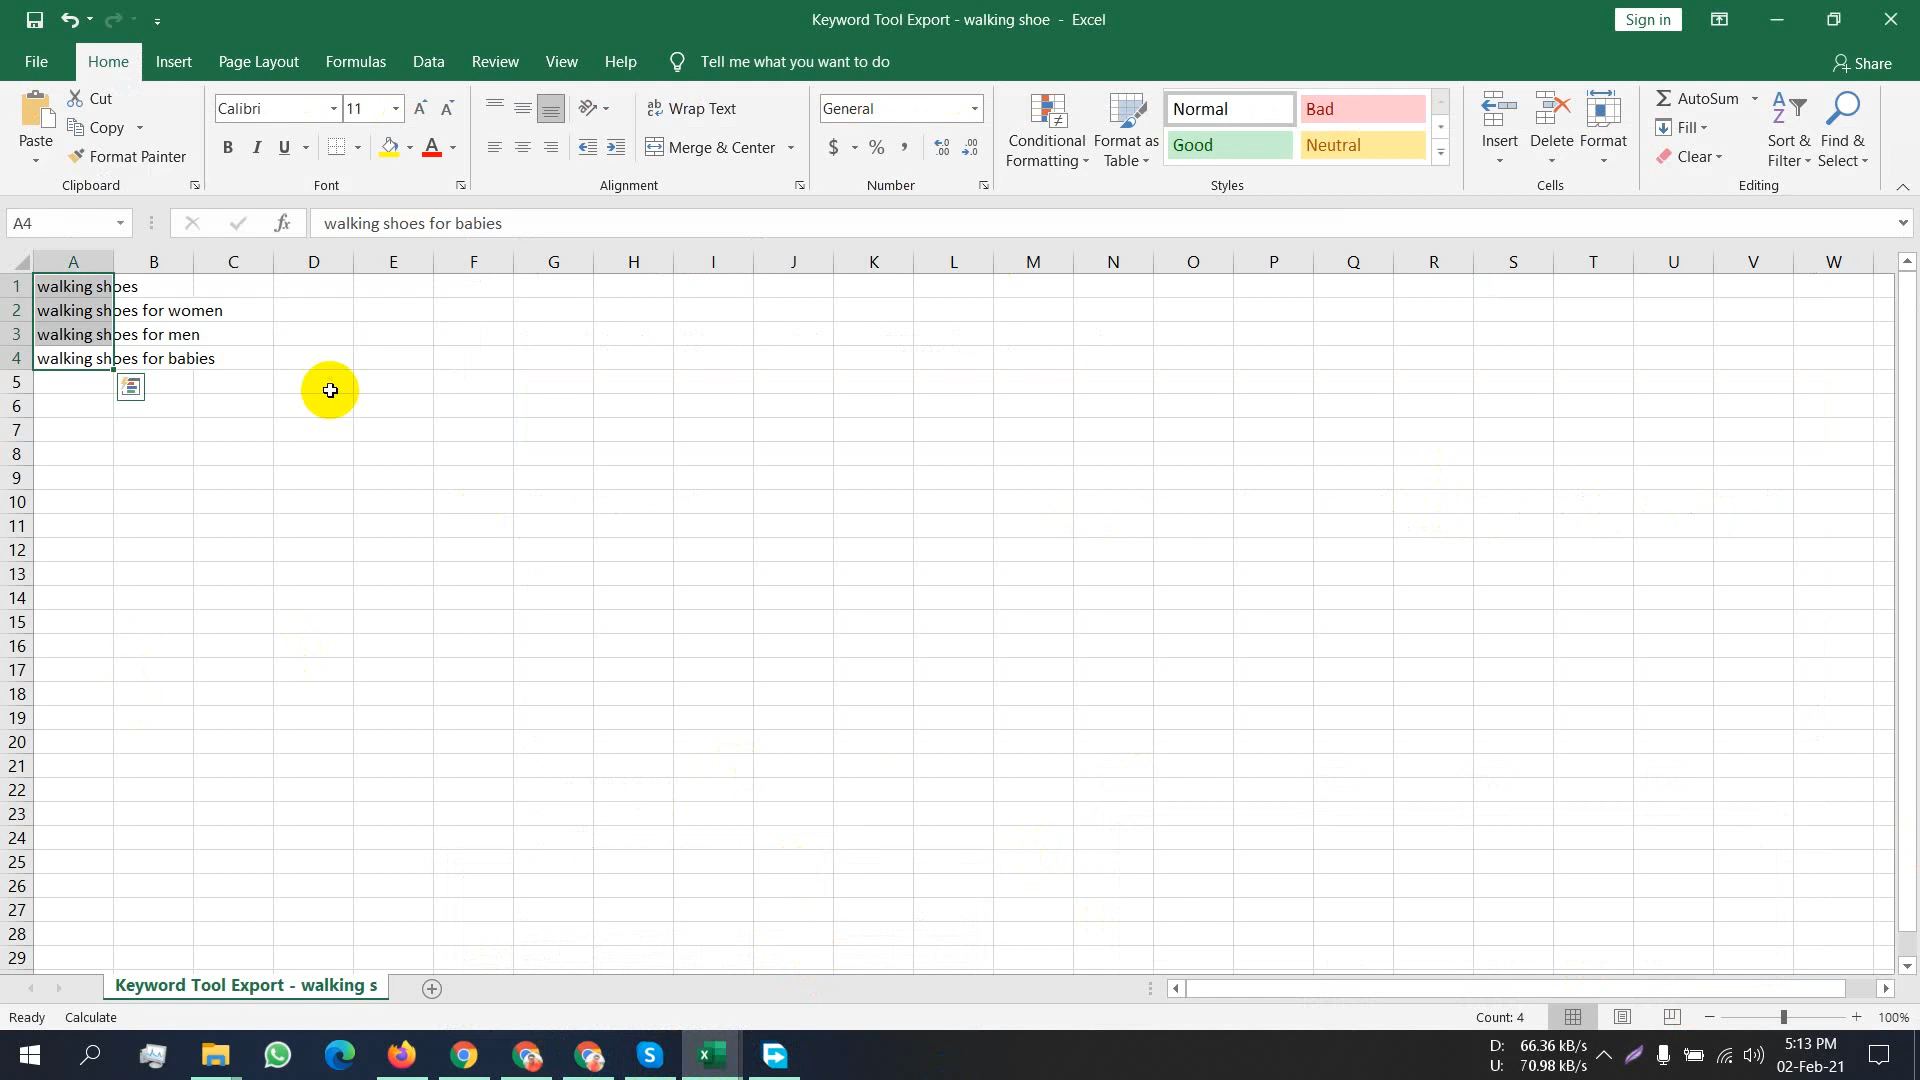 Keyword Tool Export - walking shoe - Excel
Sign in
File
Home
Insert
Page Layout
Formulas
Data
Review
View
Help
Tell me what you want to do
Share
Paste
Cut
Copy
Format Painter
Clipboard
Calibri
11
B
I
U
A
Font
Wrap Text
Merge & Center
Alignment
General
$
%
Number
Conditional
Formatting
Format as
Table
Normal
Bad
Good
Neutral
Styles
Insert
Delete
Format
Cells
AutoSum
Fill
Clear
Sort &
Filter
Find &
Select
Editing
A4
fx
walking shoes for babies
A B C D E F G H I J K L M N O P Q R S T U V W
1 walking shoes
2 walking shoes for women
3 walking shoes for men
4 walking shoes for babies
5
6
7
8
9
10
11
12
13
14
15
16
17
18
19
20
21
22
23
24
25
26
27
28
29
Keyword Tool Export - walking s
Ready
Calculate
Count: 4
100%
D: 66.36 kB/s
U: 70.98 kB/s
5:13 PM
02-Feb-21